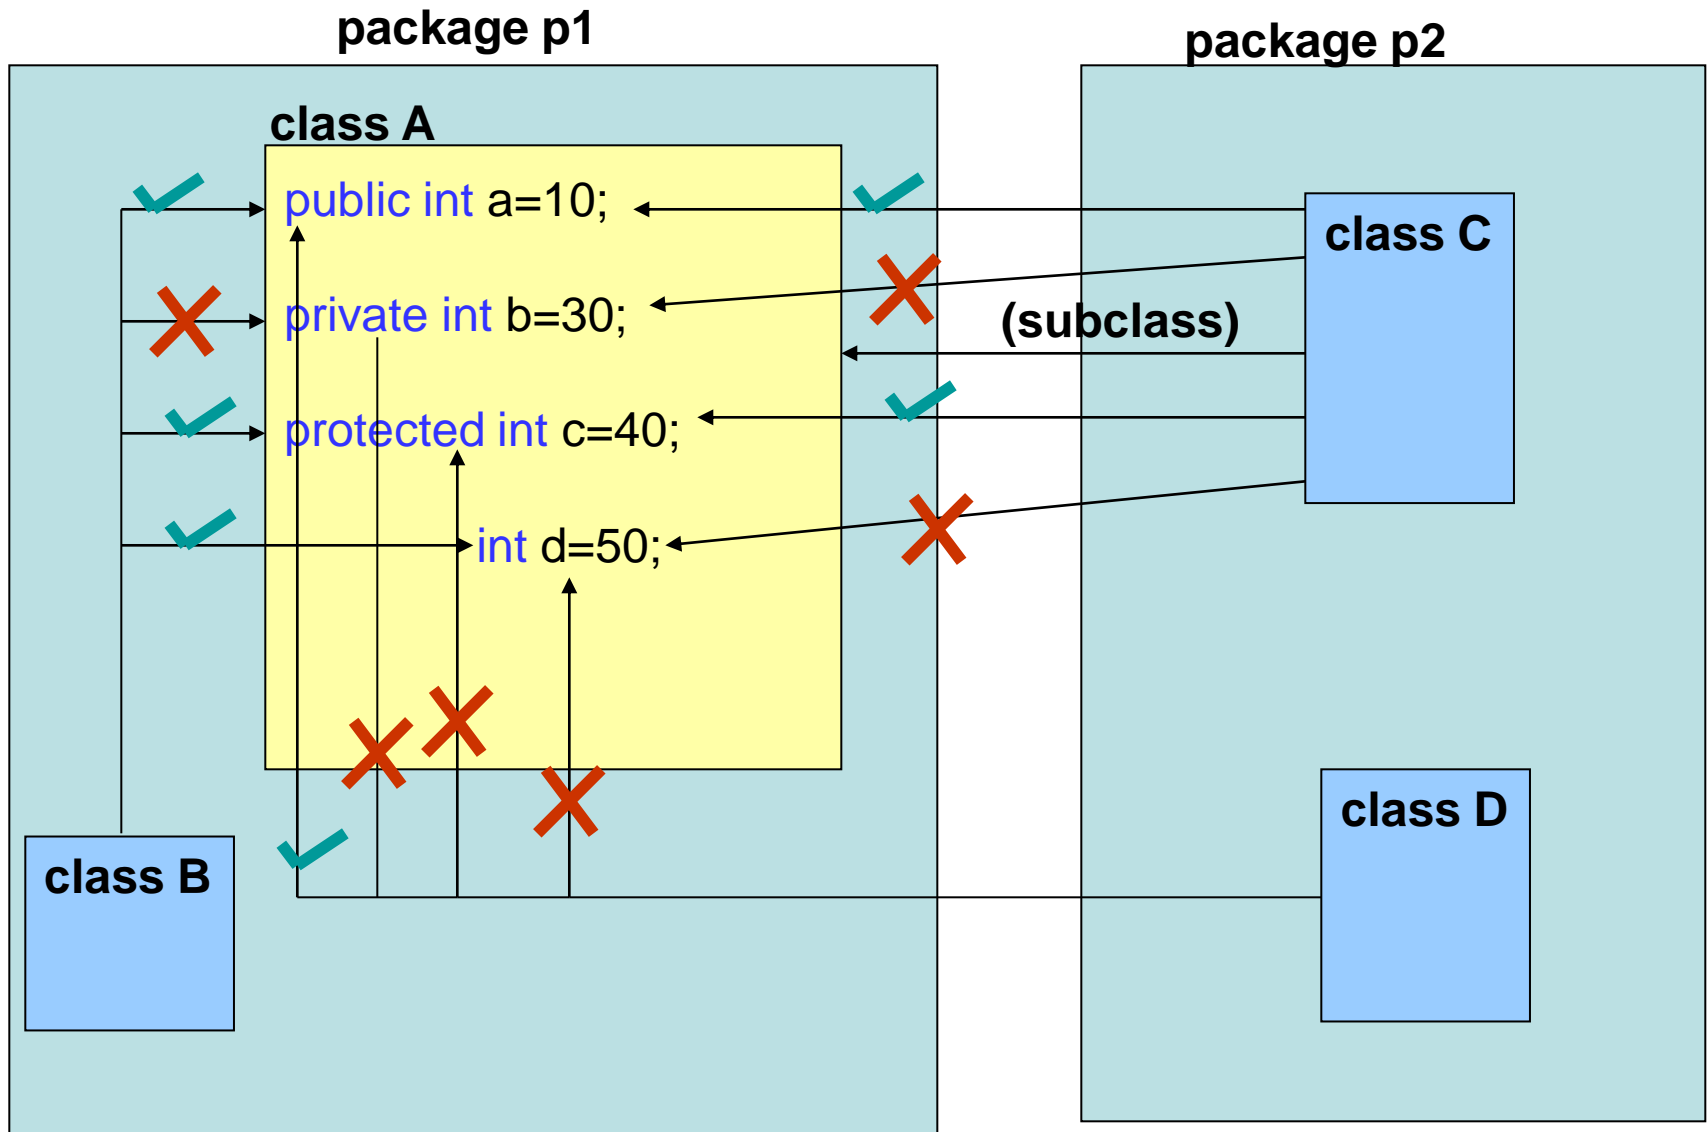 package p1
package p2
class A
public int a=10;
class C
private int b=30;
(subclass)
protected int c=40;
int d=50;
class D
class B